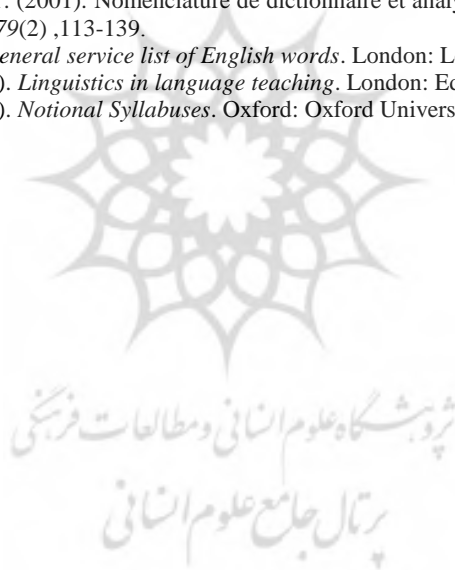 (2001). Nomenclature de dictionnaire et analy
79(2) ,113-139.
eneral service list of English words. London: L
). Linguistics in language teaching. London: Ed
). Notional Syllabuses. Oxford: Oxford Univers
پژوهشگاه علوم انسانی و مطالعات فرهنگی
پرتال جامع علوم انسانی